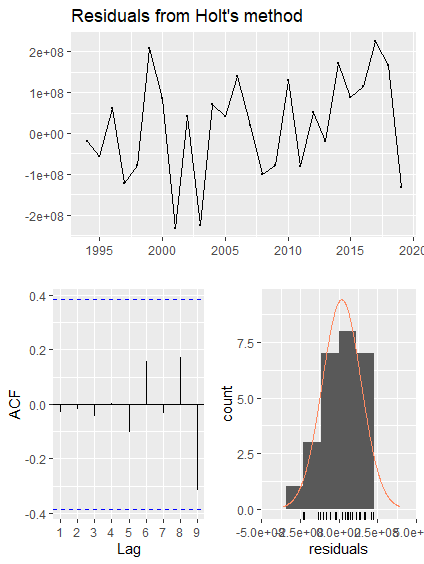 Residuals from Holt's method
2e+08
1e+08
0e+00
-1e+08
-2e+08
1995 2000 2005 2010 2015 2020
0.4
0.2
0.0
-0.2
-0.4
ACF
1 2 3 4 5 6 7 8 9
Lag
7.5
5.0
2.5
0.0
count
-5.0e+08
residuals